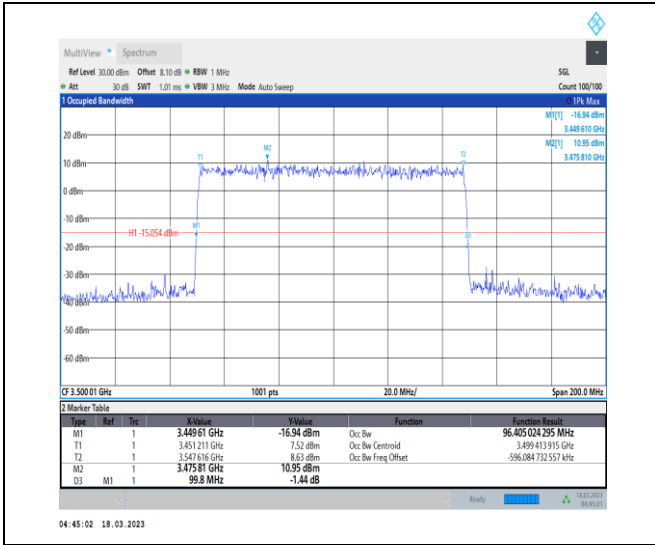 MultiView Spectrum
Ref Level 30.00 dBm Offset 8.10 dB RBW 1 MHz SGL
Att 30 dB SWT 1.01 ms VBW 3 MHz Mode Auto Sweep Count 100/100
1 Occupied Bandwidth 1Pk Max
M1[1] -16.94 dBm
3.449 610 GHz
M2[1] 10.95 dBm
3.475 810 GHz
20 dBm
M2
T1
10 dBm
0 dBm
-10 dBm
M1
H1 -15.054 dBm
-20 dBm
-30 dBm
-40 dBm
-50 dBm
-60 dBm
CF 3.500 01 GHz 1001 pts 20.0 MHz/ Span 200.0 MHz
2 Marker Table
Type Ref Trc X-Value Y-Value Function Function Result
M1 1 3.449 61 GHz -16.94 dBm Occ Bw 96.405 024 295 MHz
T1 1 3.451 211 GHz 7.52 dBm Occ Bw Centroid 3.499 413 915 GHz
T2 1 3.547 616 GHz 8.63 dBm Occ Bw Freq Offset -596.084 732 557 kHz
M2 1 3.475 81 GHz 10.95 dBm
D3 M1 1 99.8 MHz -1.44 dB
Ready 18.03.2023
04:45:01
04:45:02 18.03.2023